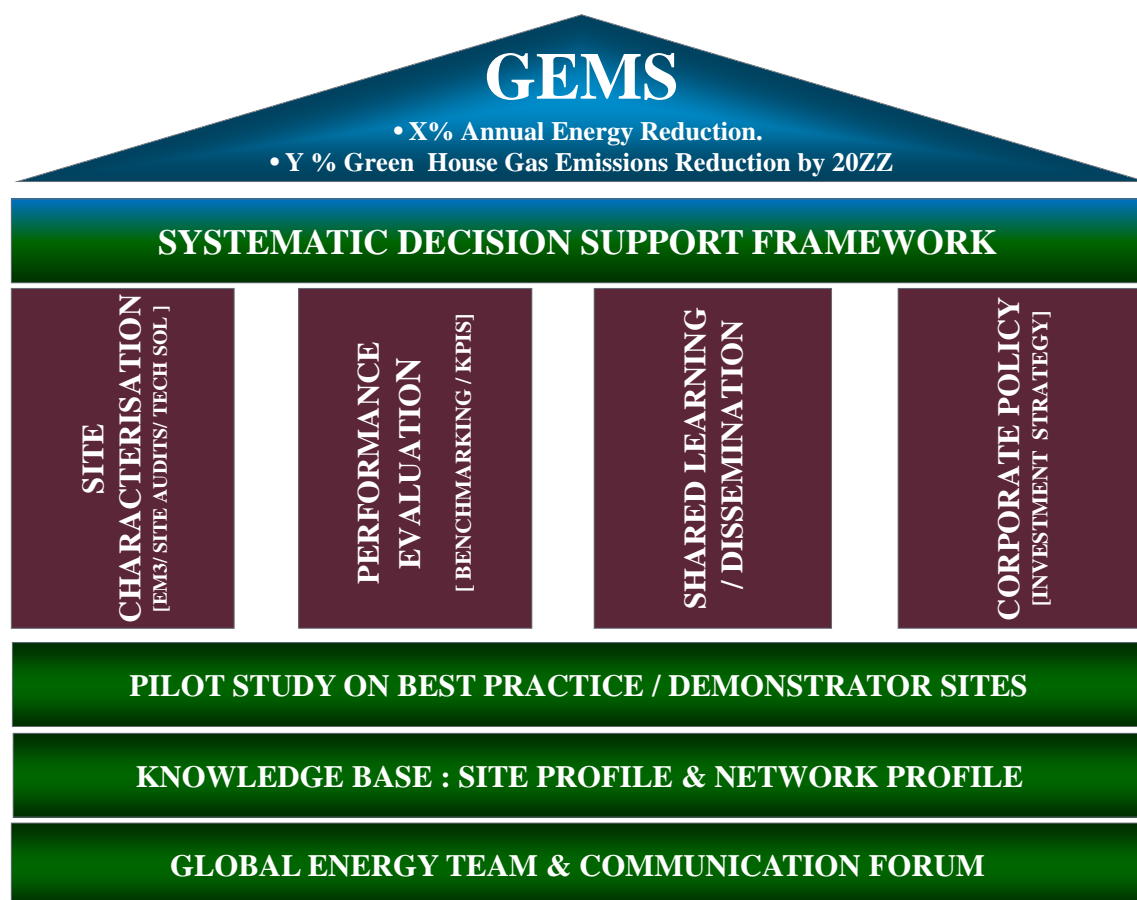 GEMS
• X% Annual Energy Reduction.
• Y % Green House Gas Emissions Reduction by 20ZZ
SYSTEMATIC DECISION SUPPORT FRAMEWORK
SITE
CHARACTERISATION
[EM3/ SITE AUDITS/ TECH SOL ]
PERFORMANCE
EVALUATION
[ BENCHMARKING / KPIS]
SHARED LEARNING
/ DISSEMINATION
CORPORATE POLICY
[INVESTMENT STRATEGY]
PILOT STUDY ON BEST PRACTICE / DEMONSTRATOR SITES
KNOWLEDGE BASE : SITE PROFILE & NETWORK PROFILE
GLOBAL ENERGY TEAM & COMMUNICATION FORUM